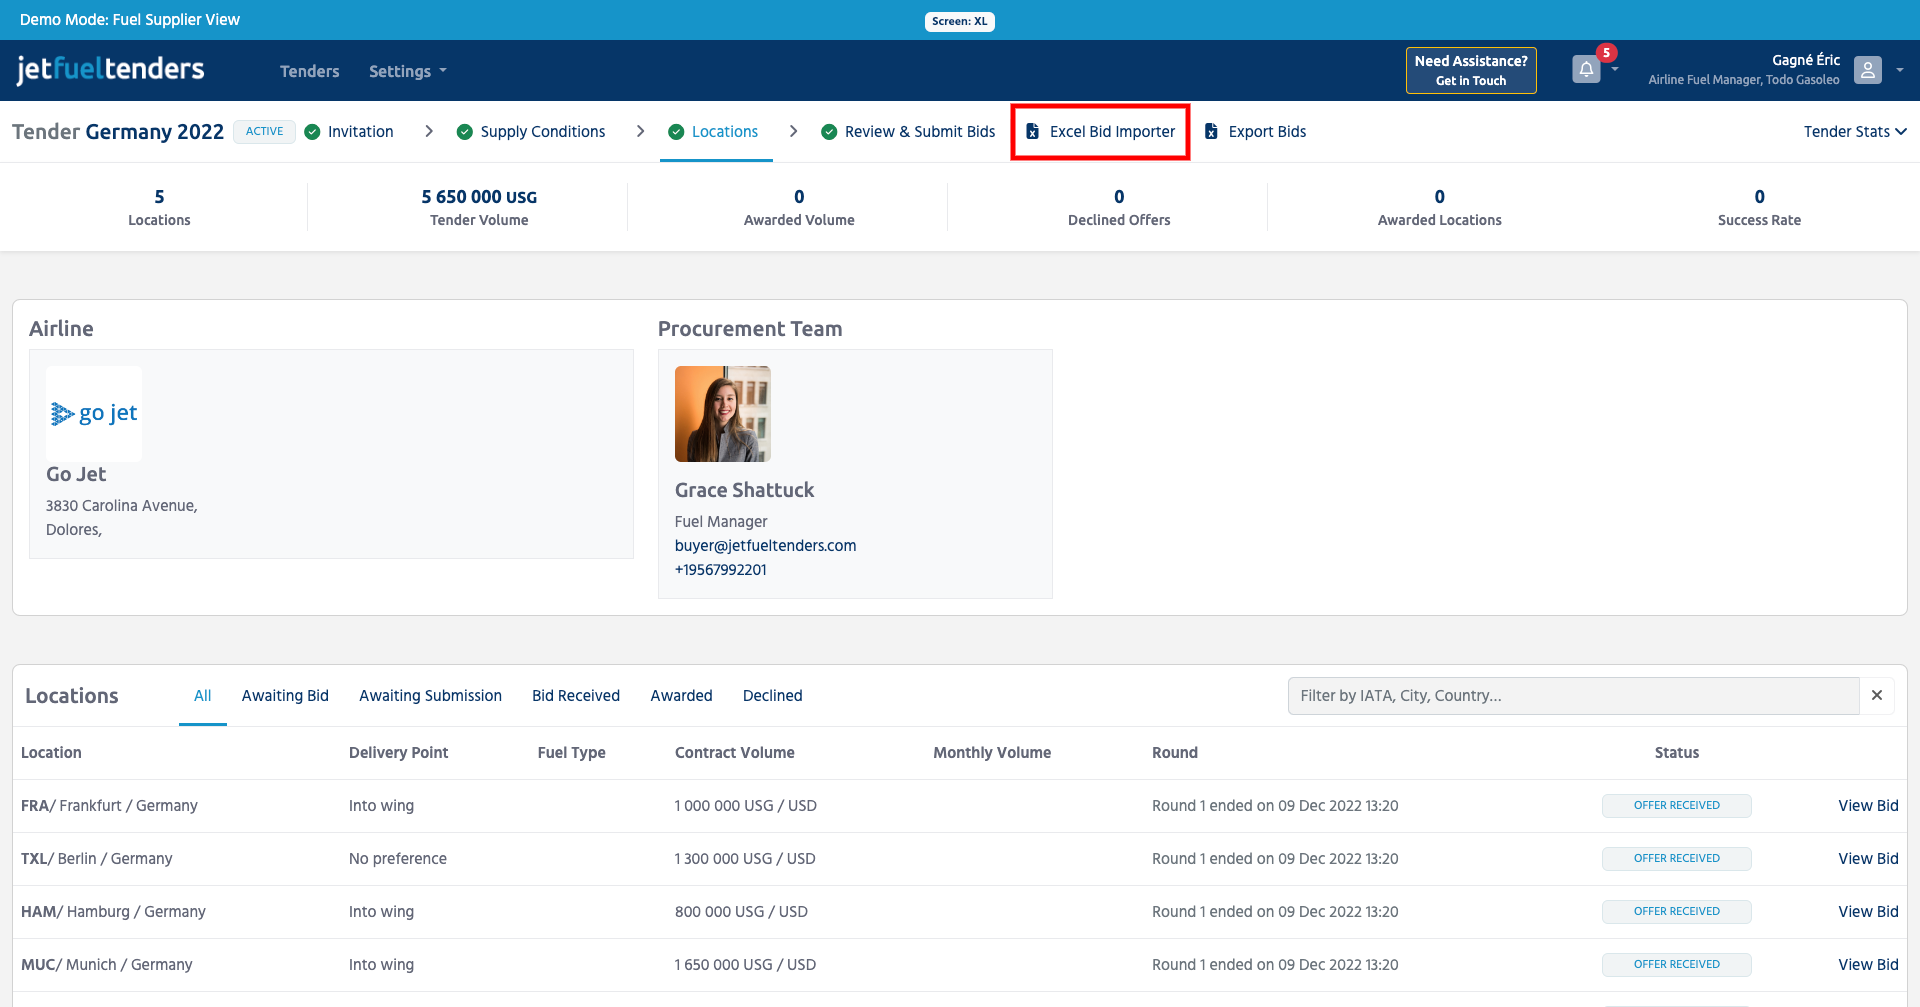 Demo Mode: Fuel Supplier View
Screen: XL
jetfueltenders
Tenders
Settings
Need Assistance?
Get in Touch
5
Gagné Éric
Airline Fuel Manager, Todo Gasoleo
Tender Germany 2022
ACTIVE
Invitation
Supply Conditions
Locations
Review & Submit Bids
Excel Bid Importer
Export Bids
Tender Stats
5
Locations
5 650 000 USG
Tender Volume
0
Awarded Volume
0
Declined Offers
0
Awarded Locations
0
Success Rate
Airline
go jet
Go Jet
3830 Carolina Avenue,
Dolores,
Procurement Team
Grace Shattuck
Fuel Manager
buyer@jetfueltenders.com
+19567992201
Locations
All
Awaiting Bid
Awaiting Submission
Bid Received
Awarded
Declined
Filter by IATA, City, Country...
Location Delivery Point Fuel Type Contract Volume Monthly Volume Round Status
FRA/ Frankfurt / Germany Into wing 1 000 000 USG / USD Round 1 ended on 09 Dec 2022 13:20 OFFER RECEIVED View Bid
TXL/ Berlin / Germany No preference 1 300 000 USG / USD Round 1 ended on 09 Dec 2022 13:20 OFFER RECEIVED View Bid
HAM/ Hamburg / Germany Into wing 800 000 USG / USD Round 1 ended on 09 Dec 2022 13:20 OFFER RECEIVED View Bid
MUC/ Munich / Germany Into wing 1 650 000 USG / USD Round 1 ended on 09 Dec 2022 13:20 OFFER RECEIVED View Bid